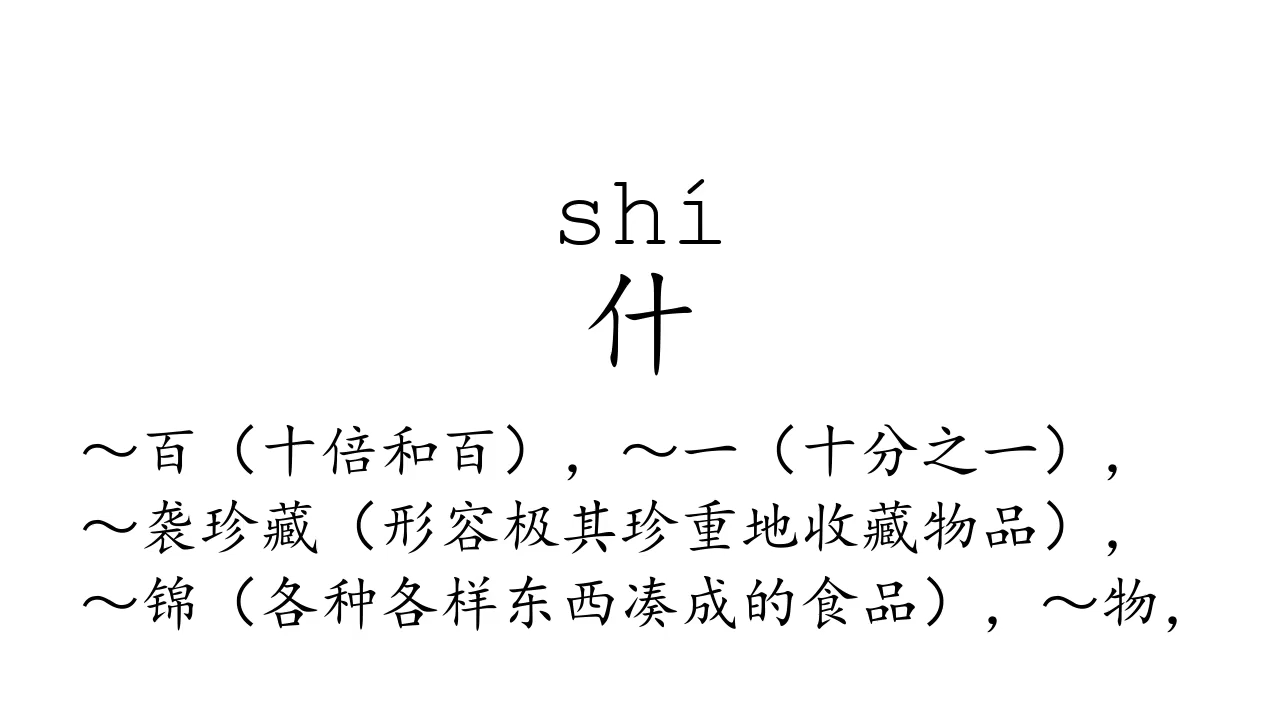 shí
什
～百（十倍和百），～一（十分之一），
～袭珍藏（形容极其珍重地收藏物品），
～锦（各种各样东西凑成的食品），～物，